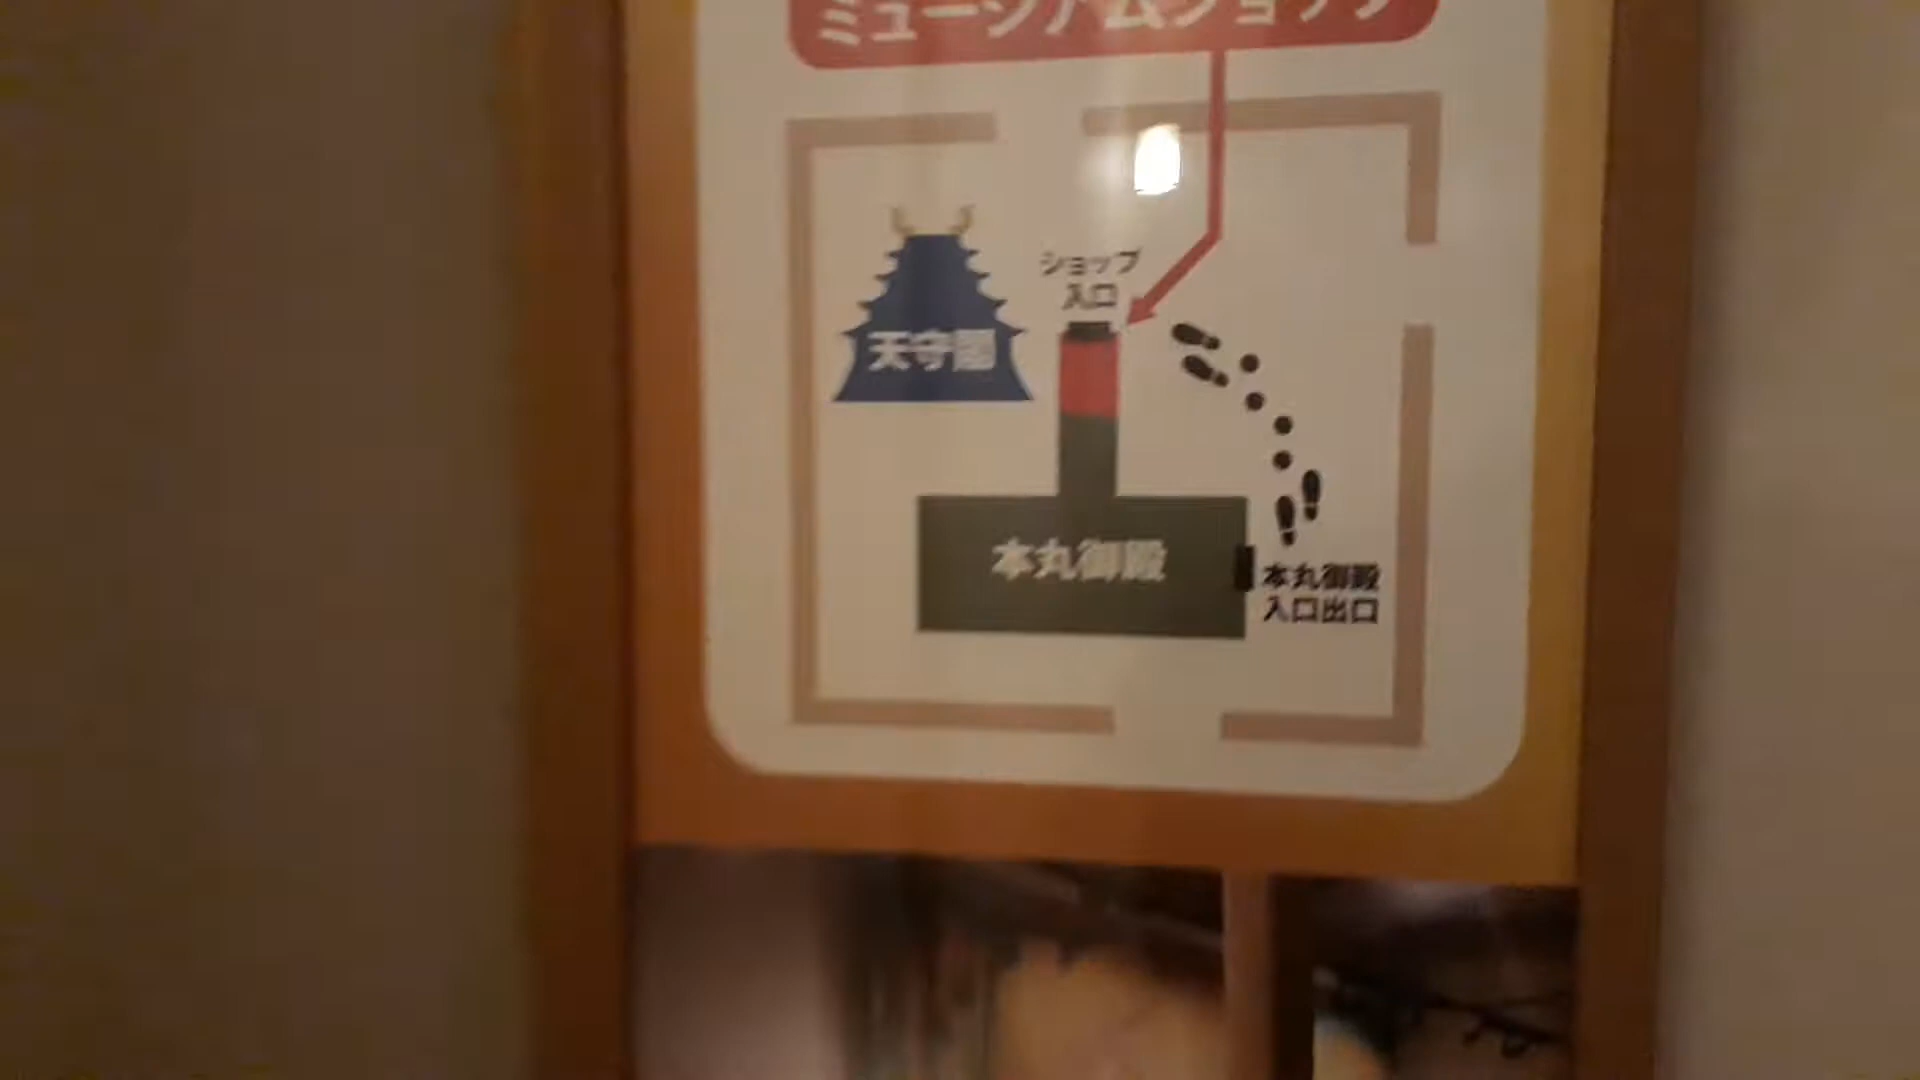 ミュージアムショップ
ショップ
入口
天守閣
本丸御殿
本丸御殿
入口出口